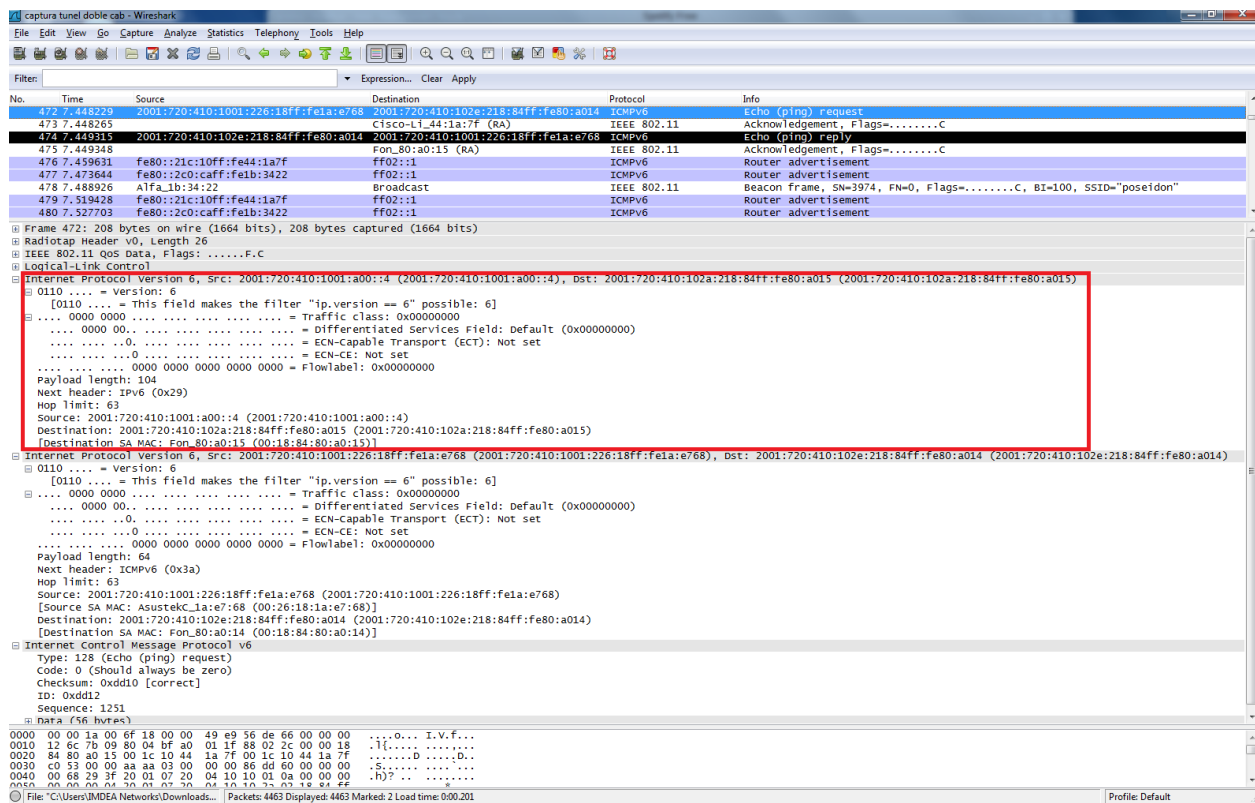 captura tunel doble cab - Wireshark
File Edit View Go Capture Analyze Statistics Telephony Tools Help
Filter: Expression... Clear Apply
No. Time Source Destination Protocol Info
472 7.448229 2001:720:410:1001:226:18ff:fe1a:e768 2001:720:410:102e:218:84ff:fe80:a014 ICMPv6 Echo (ping) request
473 7.448265 Cisco-Li_44:1a:7f (RA) IEEE 802.11 Acknowledgement, Flags=........C
474 7.449315 2001:720:410:102e:218:84ff:fe80:a014 2001:720:410:1001:226:18ff:fe1a:e768 ICMPv6 Echo (ping) reply
475 7.449348 Fon_80:a0:15 (RA) IEEE 802.11 Acknowledgement, Flags=........C
476 7.459631 fe80::21c:10ff:fe44:1a7f ff02::1 ICMPv6 Router advertisement
477 7.473644 fe80::2c0:caff:fe1b:3422 ff02::1 ICMPv6 Router advertisement
478 7.488926 Alfa_1b:34:22 Broadcast IEEE 802.11 Beacon frame, SN=3974, FN=0, Flags=........C, BI=100, SSID="poseidon"
479 7.519428 fe80::21c:10ff:fe44:1a7f ff02::1 ICMPv6 Router advertisement
480 7.527703 fe80::2c0:caff:fe1b:3422 ff02::1 ICMPv6 Router advertisement
Frame 472: 208 bytes on wire (1664 bits), 208 bytes captured (1664 bits)
Radiotap Header v0, Length 26
IEEE 802.11 QoS Data, Flags: ......F.C
Logical-Link Control
Internet Protocol Version 6, Src: 2001:720:410:1001:a00::4 (2001:720:410:1001:a00::4), Dst: 2001:720:410:102a:218:84ff:fe80:a015 (2001:720:410:102a:218:84ff:fe80:a015)
0110 .... = Version: 6
[0110 .... = This field makes the filter "ip.version == 6" possible: 6]
.... 0000 0000 .... .... .... .... .... = Traffic class: 0x00000000
.... 0000 00.. .... .... .... .... .... = Differentiated Services Field: Default (0x00000000)
.... .... ..0. .... .... .... .... .... = ECN-Capable Transport (ECT): Not set
.... .... ...0 .... .... .... .... .... = ECN-CE: Not set
.... .... .... 0000 0000 0000 0000 0000 = Flowlabel: 0x00000000
Payload length: 104
Next header: IPv6 (0x29)
Hop limit: 63
Source: 2001:720:410:1001:a00::4 (2001:720:410:1001:a00::4)
Destination: 2001:720:410:102a:218:84ff:fe80:a015 (2001:720:410:102a:218:84ff:fe80:a015)
[Destination SA MAC: Fon_80:a0:15 (00:18:84:80:a0:15)]
Internet Protocol Version 6, Src: 2001:720:410:1001:226:18ff:fe1a:e768 (2001:720:410:1001:226:18ff:fe1a:e768), Dst: 2001:720:410:102e:218:84ff:fe80:a014 (2001:720:410:102e:218:84ff:fe80:a014)
0110 .... = Version: 6
[0110 .... = This field makes the filter "ip.version == 6" possible: 6]
.... 0000 0000 .... .... .... .... .... = Traffic class: 0x00000000
.... 0000 00.. .... .... .... .... .... = Differentiated Services Field: Default (0x00000000)
.... .... ..0. .... .... .... .... .... = ECN-Capable Transport (ECT): Not set
.... .... ...0 .... .... .... .... .... = ECN-CE: Not set
.... .... .... 0000 0000 0000 0000 0000 = Flowlabel: 0x00000000
Payload length: 64
Next header: ICMPv6 (0x3a)
Hop limit: 63
Source: 2001:720:410:1001:226:18ff:fe1a:e768 (2001:720:410:1001:226:18ff:fe1a:e768)
[Source SA MAC: AsustekC_1a:e7:68 (00:26:18:1a:e7:68)]
Destination: 2001:720:410:102e:218:84ff:fe80:a014 (2001:720:410:102e:218:84ff:fe80:a014)
[Destination SA MAC: Fon_80:a0:14 (00:18:84:80:a0:14)]
Internet Control Message Protocol v6
Type: 128 (Echo (ping) request)
Code: 0 (Should always be zero)
Checksum: 0xdd10 [correct]
ID: 0xdd12
Sequence: 1251
Data (56 bytes)
0000 00 00 1a 00 6f 18 00 00 49 e9 56 de 66 00 00 00 ....o... I.V.f...
0010 12 6c 7b 09 80 04 bf a0 01 1f 88 02 2c 00 00 18 .l{..... ....,...
0020 84 80 a0 15 00 1c 10 44 1a 7f 00 1c 10 44 1a 7f .......D .....D..
0030 c0 53 00 00 aa aa 03 00 00 00 86 dd 60 00 00 00 .S...... ....`...
0040 00 68 29 3f 20 01 07 20 04 10 10 01 0a 00 00 00 .h)? .. ........
0050 00 00 00 04 20 01 07 20 04 10 10 2a 02 18 84 ff
File: "C:\Users\IMDEA Networks\Downloads... Packets: 4463 Displayed: 4463 Marked: 2 Load time: 0:00.201 Profile: Default